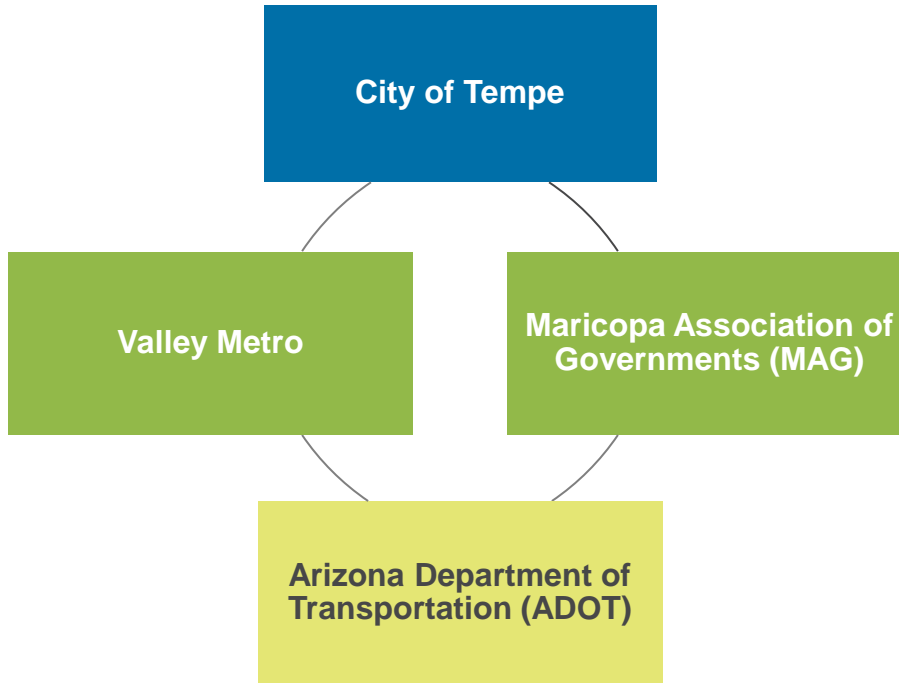 City of Tempe
Valley Metro
Maricopa Association of
Governments (MAG)
Arizona Department of
Transportation (ADOT)